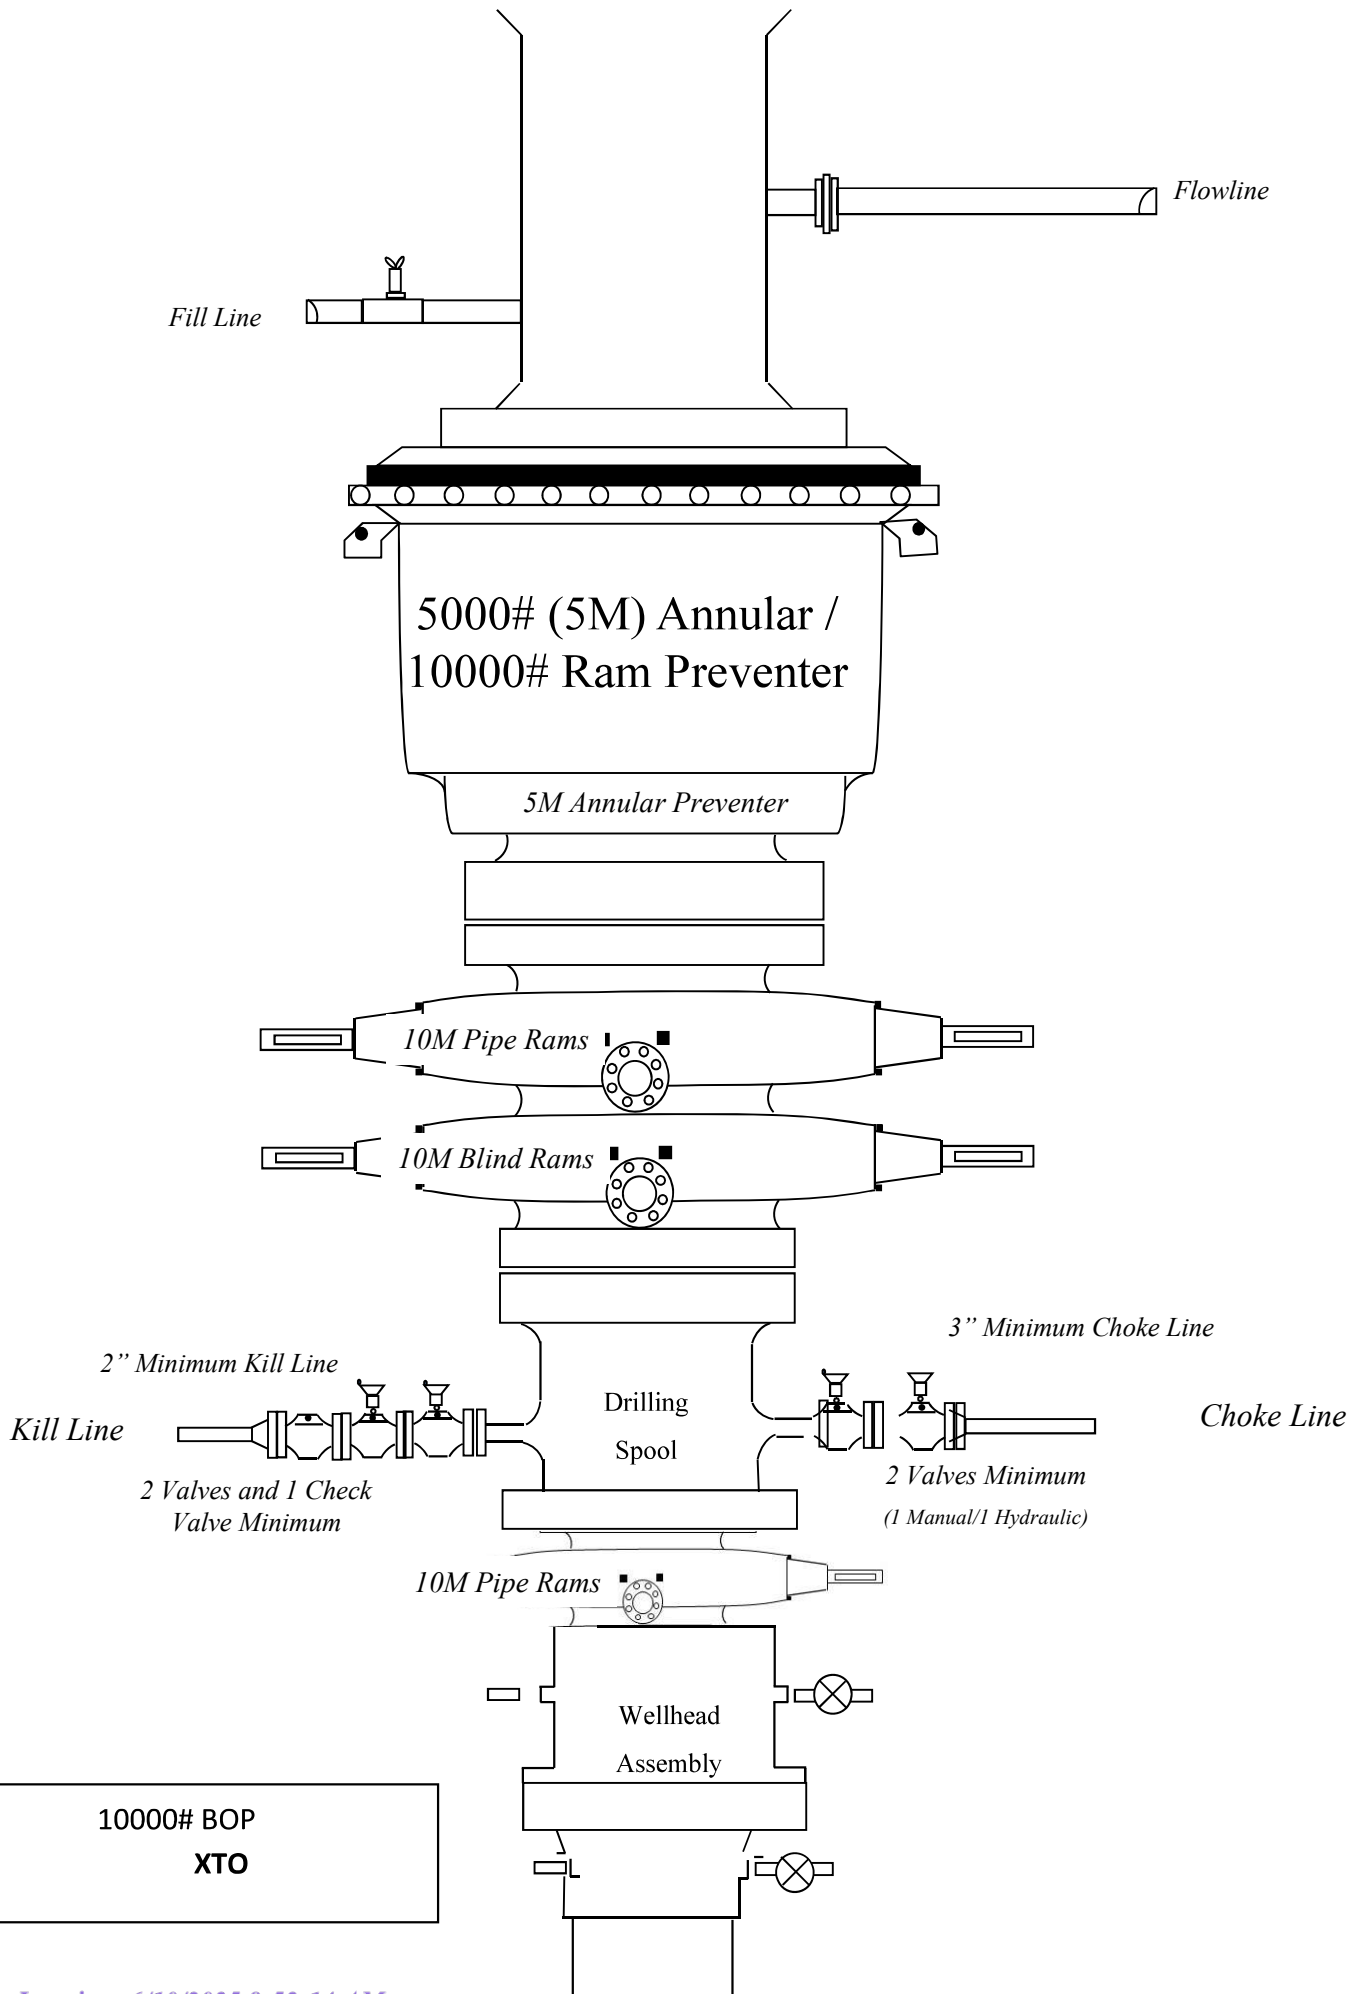 Flowline
Fill Line
5000# (5M) Annular /
10000# Ram Preventer
5M Annular Preventer
10M Pipe Rams
10M Blind Rams
3” Minimum Choke Line
2” Minimum Kill Line
Drilling
Spool
Kill Line
Choke Line
2 Valves and 1 Check
Valve Minimum
2 Valves Minimum
(1 Manual/1 Hydraulic)
10M Pipe Rams
Wellhead
Assembly
10000# BOP
XTO